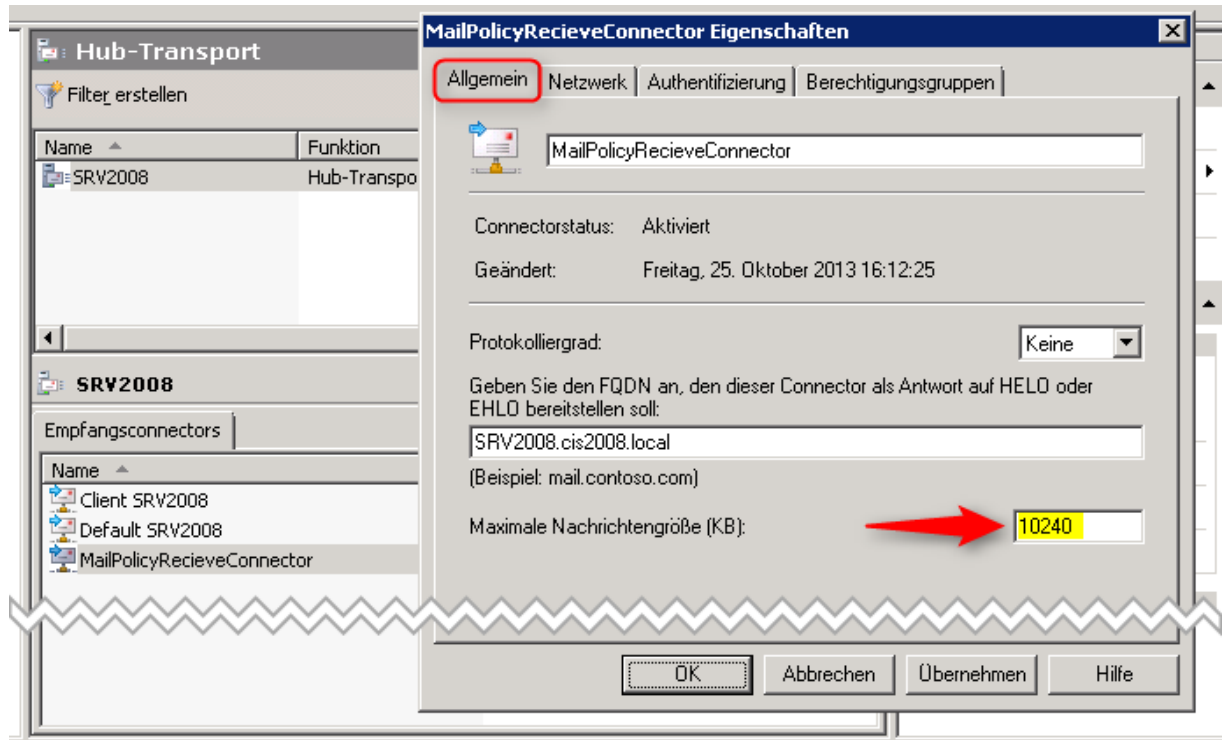 Hub-Transport
Filter erstellen
Name Funktion
SRV2008 Hub-Transpo
SRV2008
Empfangsconnectors
Name
Client SRV2008
Default SRV2008
MailPolicyRecieveConnector
MailPolicyRecieveConnector Eigenschaften
Allgemein Netzwerk Authentifizierung Berechtigungsgruppen
MailPolicyRecieveConnector
Connectorstatus: Aktiviert
Geändert: Freitag, 25. Oktober 2013 16:12:25
Protokolliergrad: Keine
Geben Sie den FQDN an, den dieser Connector als Antwort auf HELO oder
EHLO bereitstellen soll:
SRV2008.cis2008.local
(Beispiel: mail.contoso.com)
Maximale Nachrichtengröße (KB): 10240
OK Abbrechen Übernehmen Hilfe